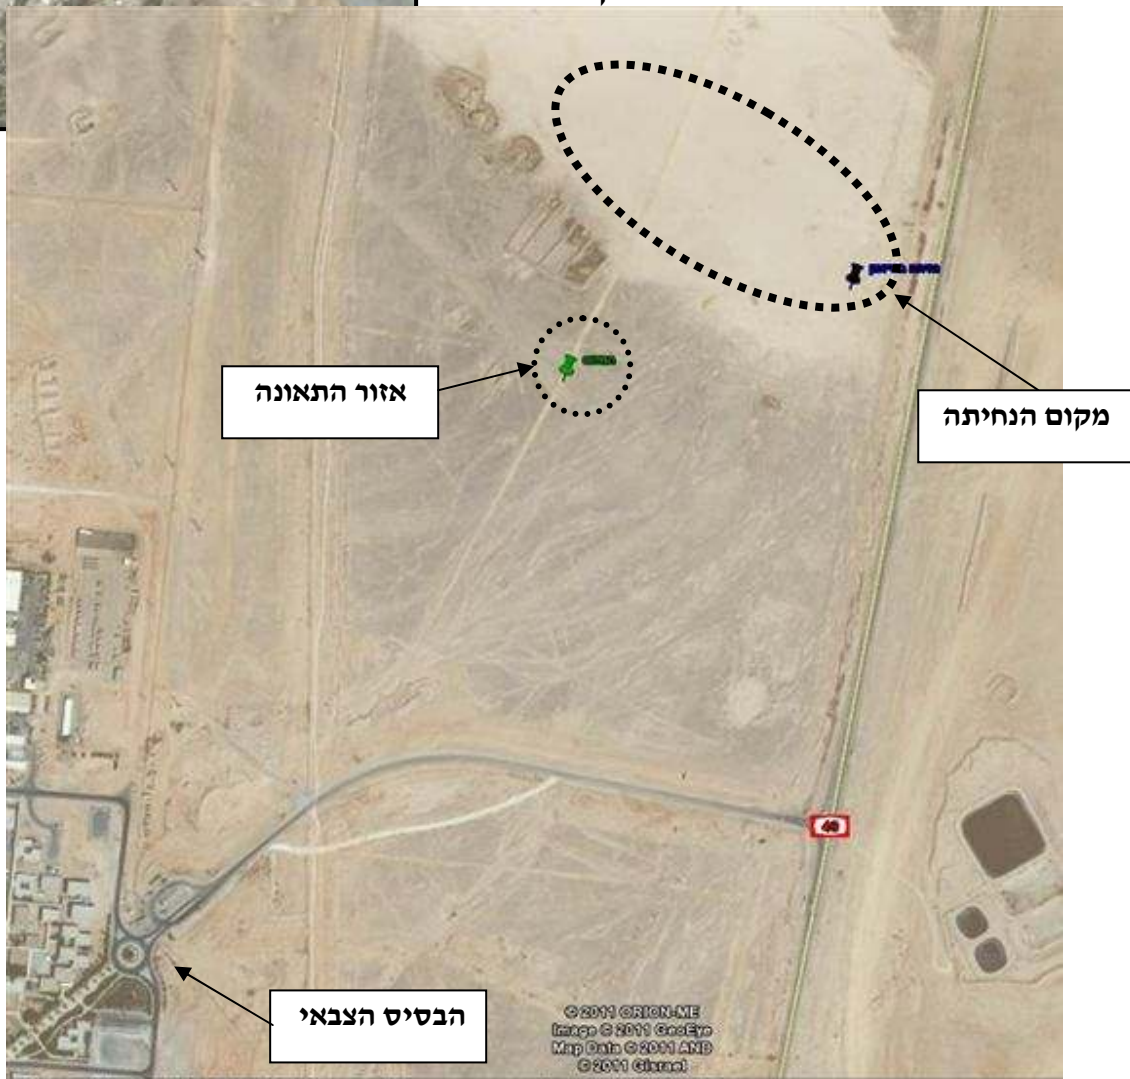 אזור התאונה
מקום הנחיתה
40
הבסיס הצבאי
© 2011 ORION-ME
Image © 2011 GeoEye
Map Data © 2011 AND
© 2011 Gisrael